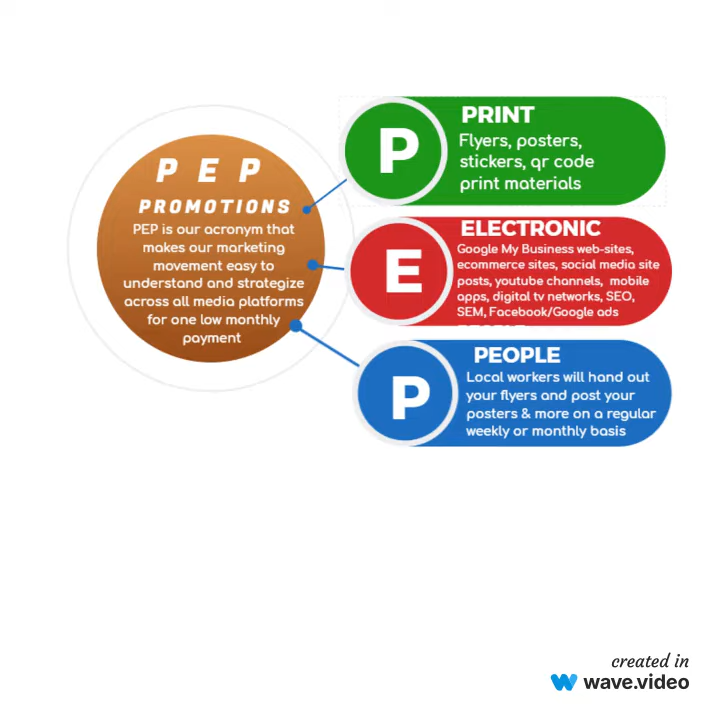 P E P
PROMOTIONS
PEP is our acronym that
makes our marketing
movement easy to
understand and strategize
across all media platforms
for one low monthly
payment
P
PRINT
Flyers, posters,
stickers, qr code
print materials
E
ELECTRONIC
Google My Business web-sites,
ecommerce sites, social media site
posts, youtube channels, mobile
apps, digital tv networks, SEO,
SEM, Facebook/Google ads
P
PEOPLE
Local workers will hand out
your flyers and post your
posters & more on a regular
weekly or monthly basis
created in
wave.video